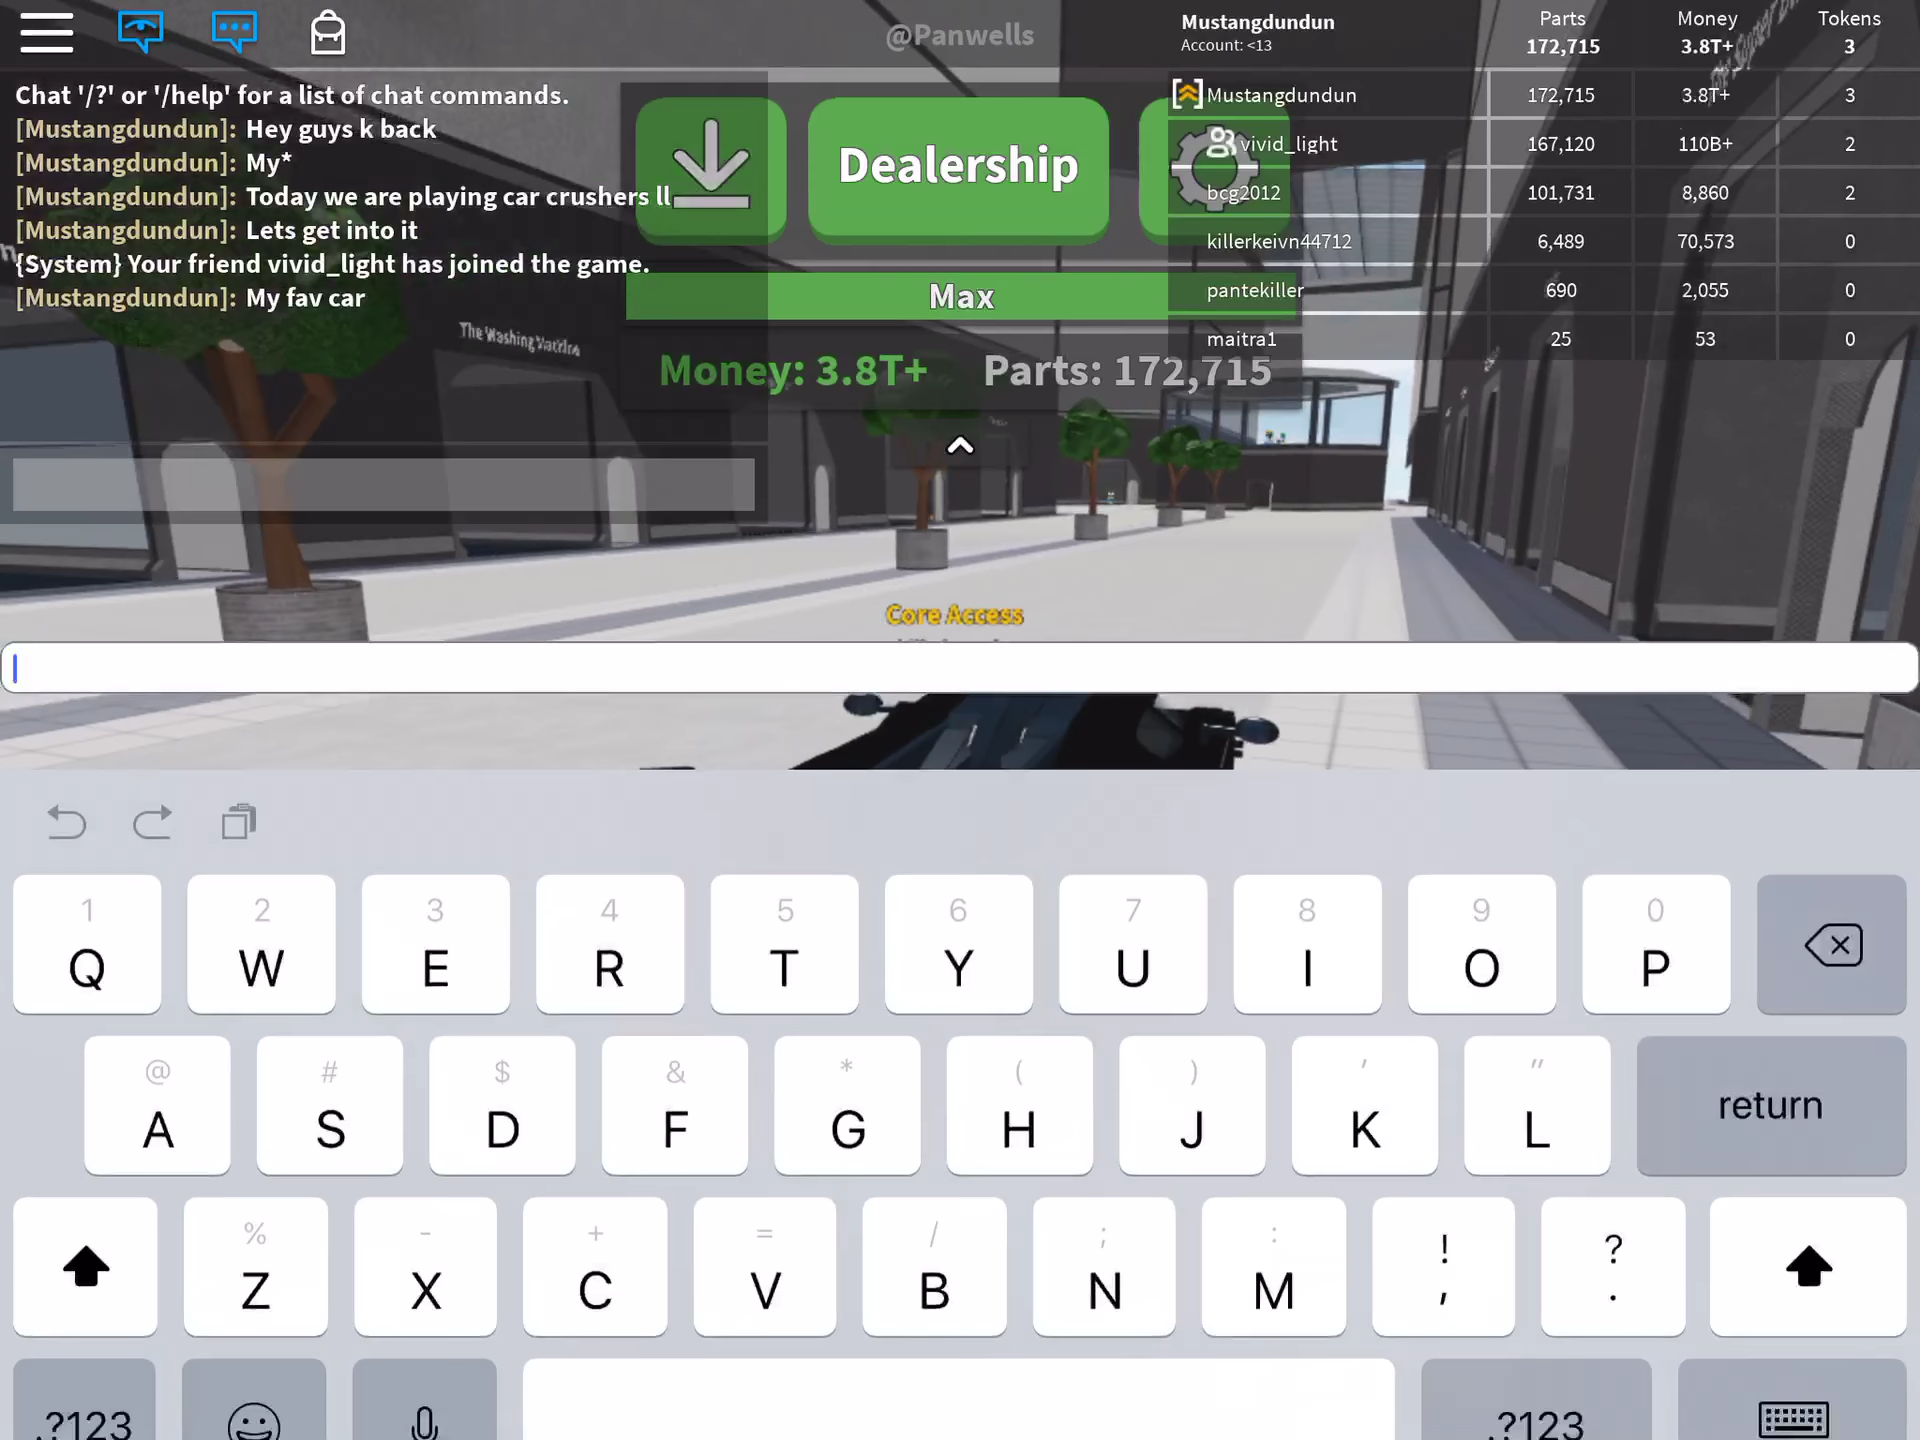 @Panwells
Mustangdundun
Account: <13
Parts
172,715
Money
3.8T+
Tokens
3
Chat '/?' or '/help' for a list of chat commands.
[Mustangdundun]: Hey guys k back
[Mustangdundun]: My*
[Mustangdundun]: Today we are playing car crushers ll
[Mustangdundun]: Lets get into it
{System} Your friend vivid_light has joined the game.
[Mustangdundun]: My fav car
Dealership
Max
Money: 3.8T+ Parts: 172,715
Mustangdundun 172,715 3.8T+ 3
vivid_light 167,120 110B+ 2
bcg2012 101,731 8,860 2
killerkeivn44712 6,489 70,573 0
pantekiller 690 2,055 0
maitra1 25 53 0
The Washing Machine
Core Access
1 2 3 4 5 6 7 8 9 0
Q W E R T Y U I O P
@ # $ & * ( ) ' "
A S D F G H J K L return
% - + = / ; : ! ?
Z X C V B N M , .
.?123 .?123